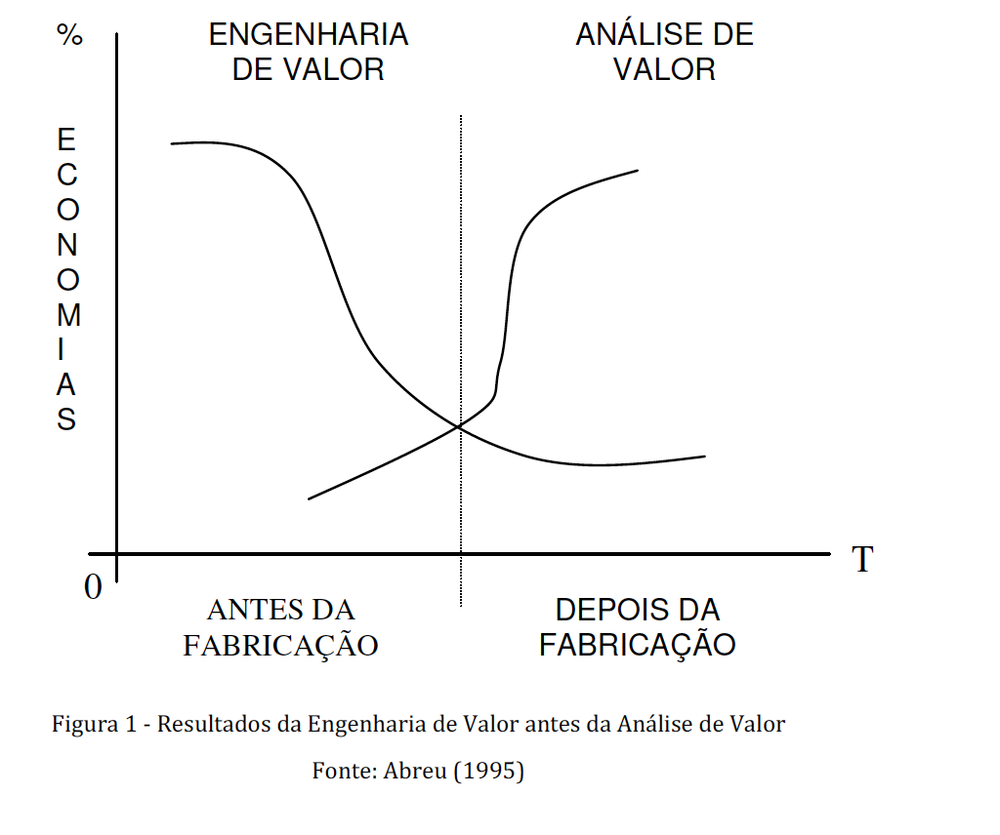 %
ENGENHARIA
DE VALOR
ANÁLISE DE
VALOR
E
C
O
N
O
M
I
A
S
T
0
ANTES DA
FABRICAÇÃO
DEPOIS DA
FABRICAÇÃO
Figura 1 - Resultados da Engenharia de Valor antes da Análise de Valor
Fonte: Abreu (1995)